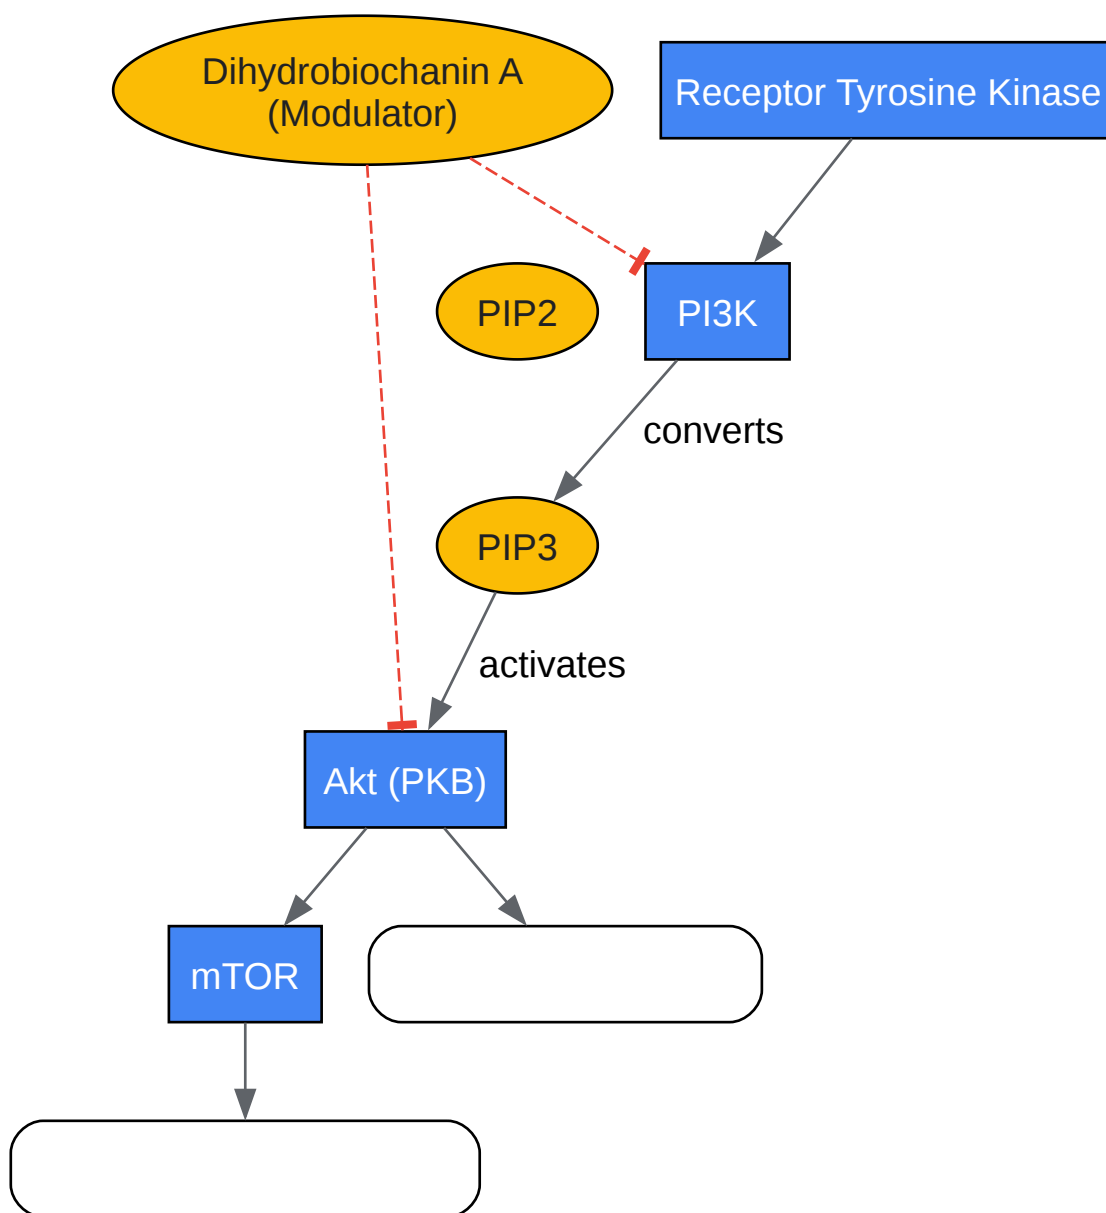 Dihydrobiochanin A
(Modulator)
Receptor Tyrosine Kinase
PIP2
PI3K
converts
PIP3
activates
Akt (PKB)
mTOR